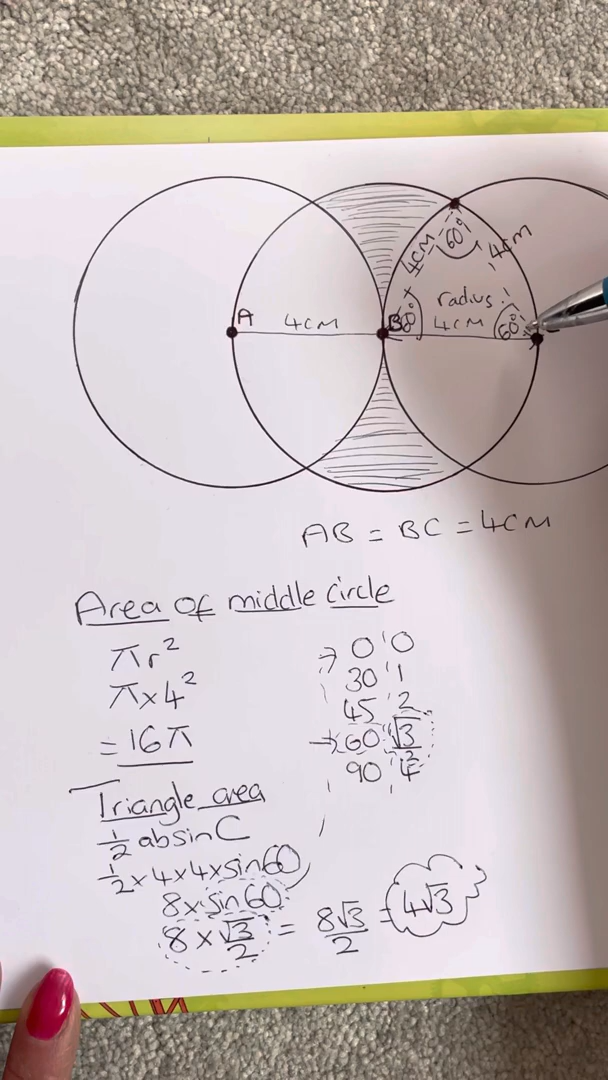 A 4cm B 60° radius 4cm 60°
4cm 60° 4cm
AB = BC = 4cm
Area of middle circle
πr²
π×4²
= 16π
→ 0 0
30 1
45 2
→ 60 √3/2
90 4
Triangle area
½ absinC
½×4×4×sin60
8×sin60
8 × √3/2 = 8√3/2 = 4√3